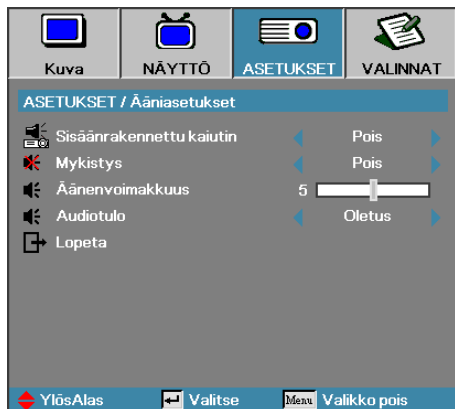 Kuva NÄYTTÖ ASETUKSET VALINNAT
ASETUKSET / Ääniasetukset
Sisäänrakennettu kaiutin Pois
Mykistys Pois
Äänenvoimakkuus 5
Audiotulo Oletus
Lopeta
YlösAlas Valitse Menu Valikko pois